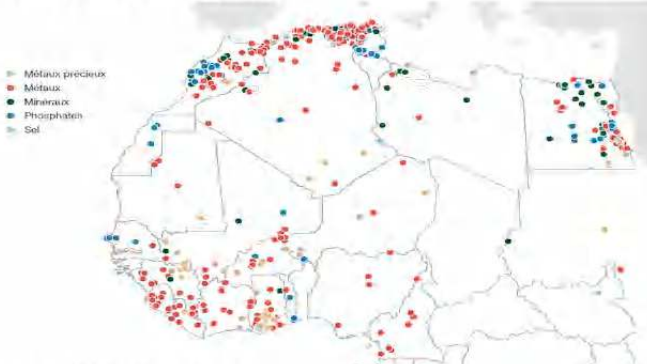 Métaux précieux
Métaux
Minéraux
Phosphates
Sel